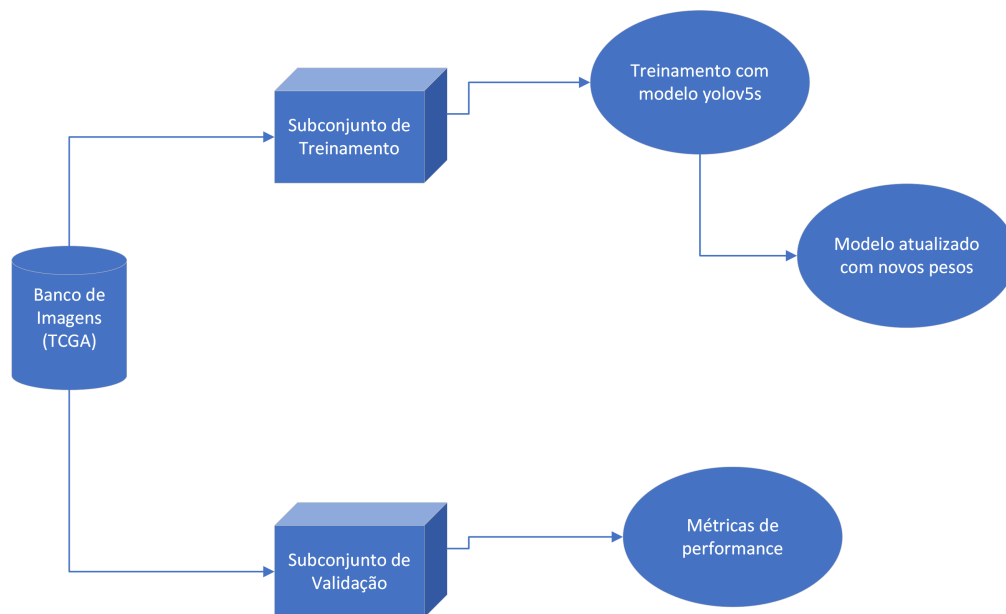 Treinamento com
modelo yolov5s
Subconjunto de
Treinamento
Modelo atualizado
com novos pesos
Banco de
Imagens
(TCGA)
Métricas de
performance
Subconjunto de
Validação